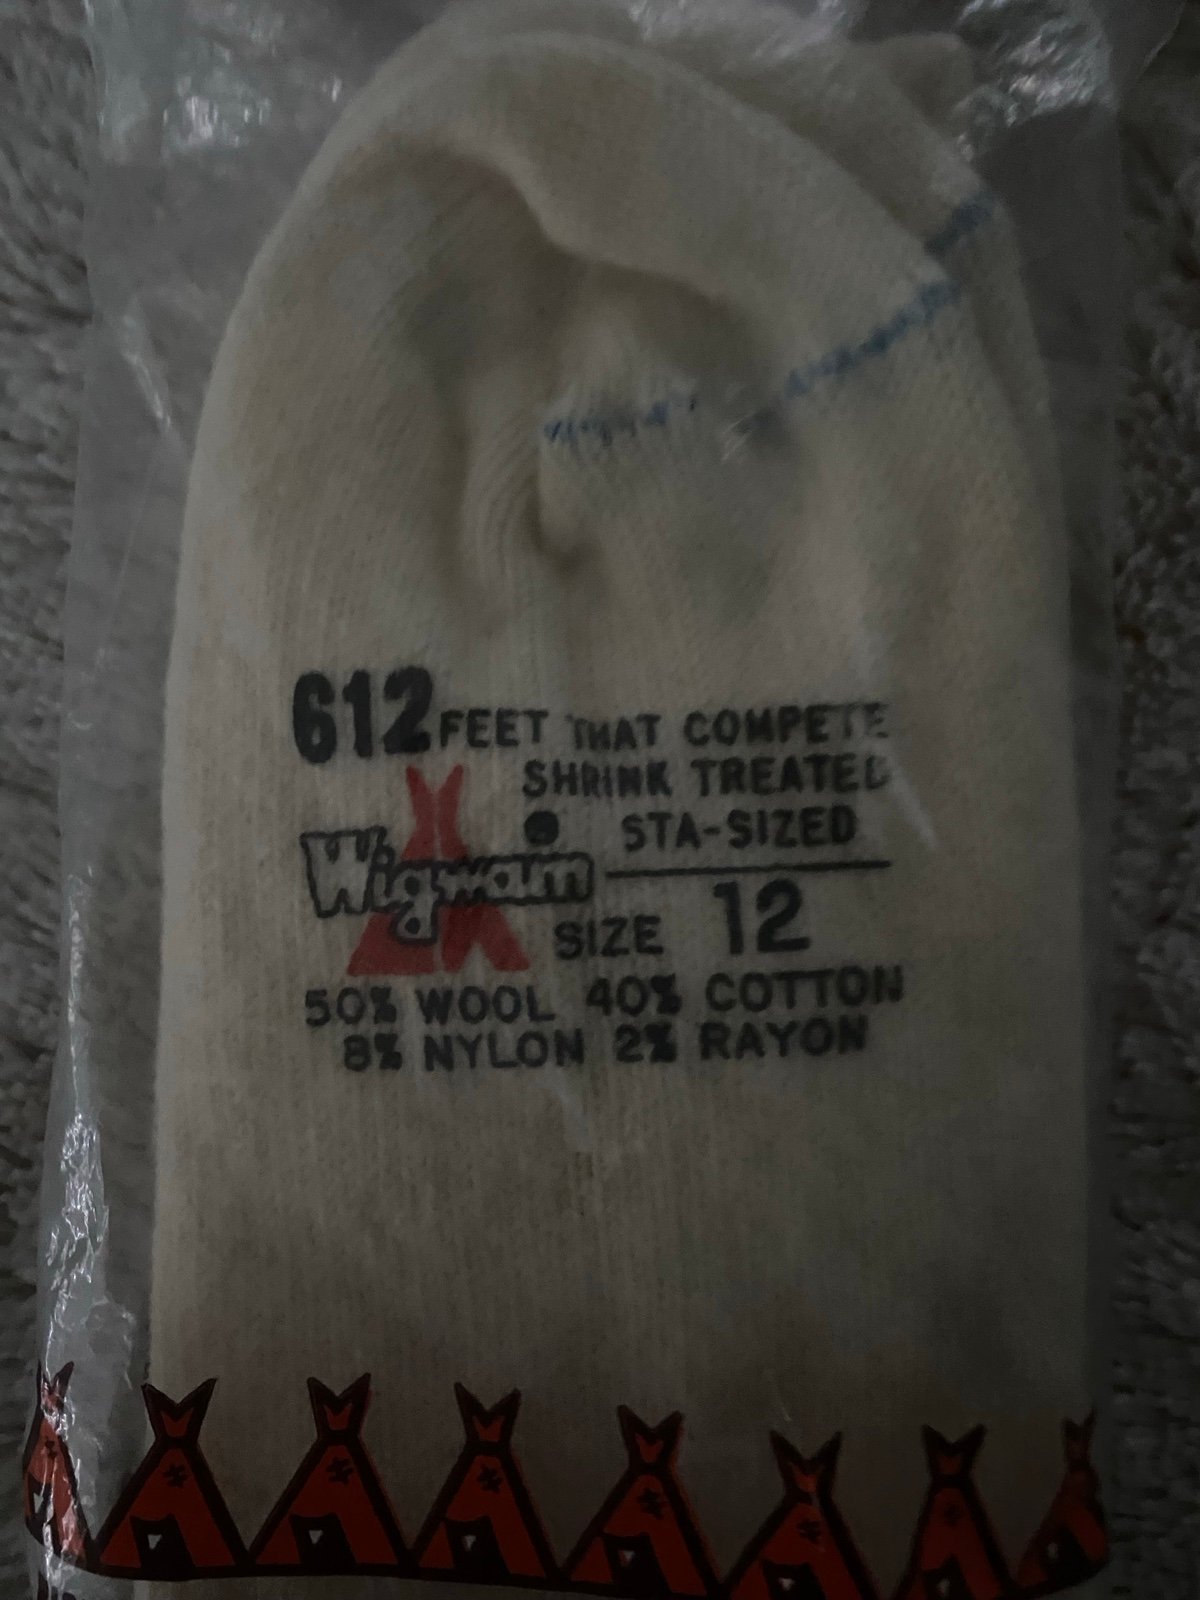 612 FEET THAT COMPETE
SHRINK TREATED
STA-SIZED
Wigwam
SIZE 12
50% WOOL 40% COTTON
8% NYLON 2% RAYON